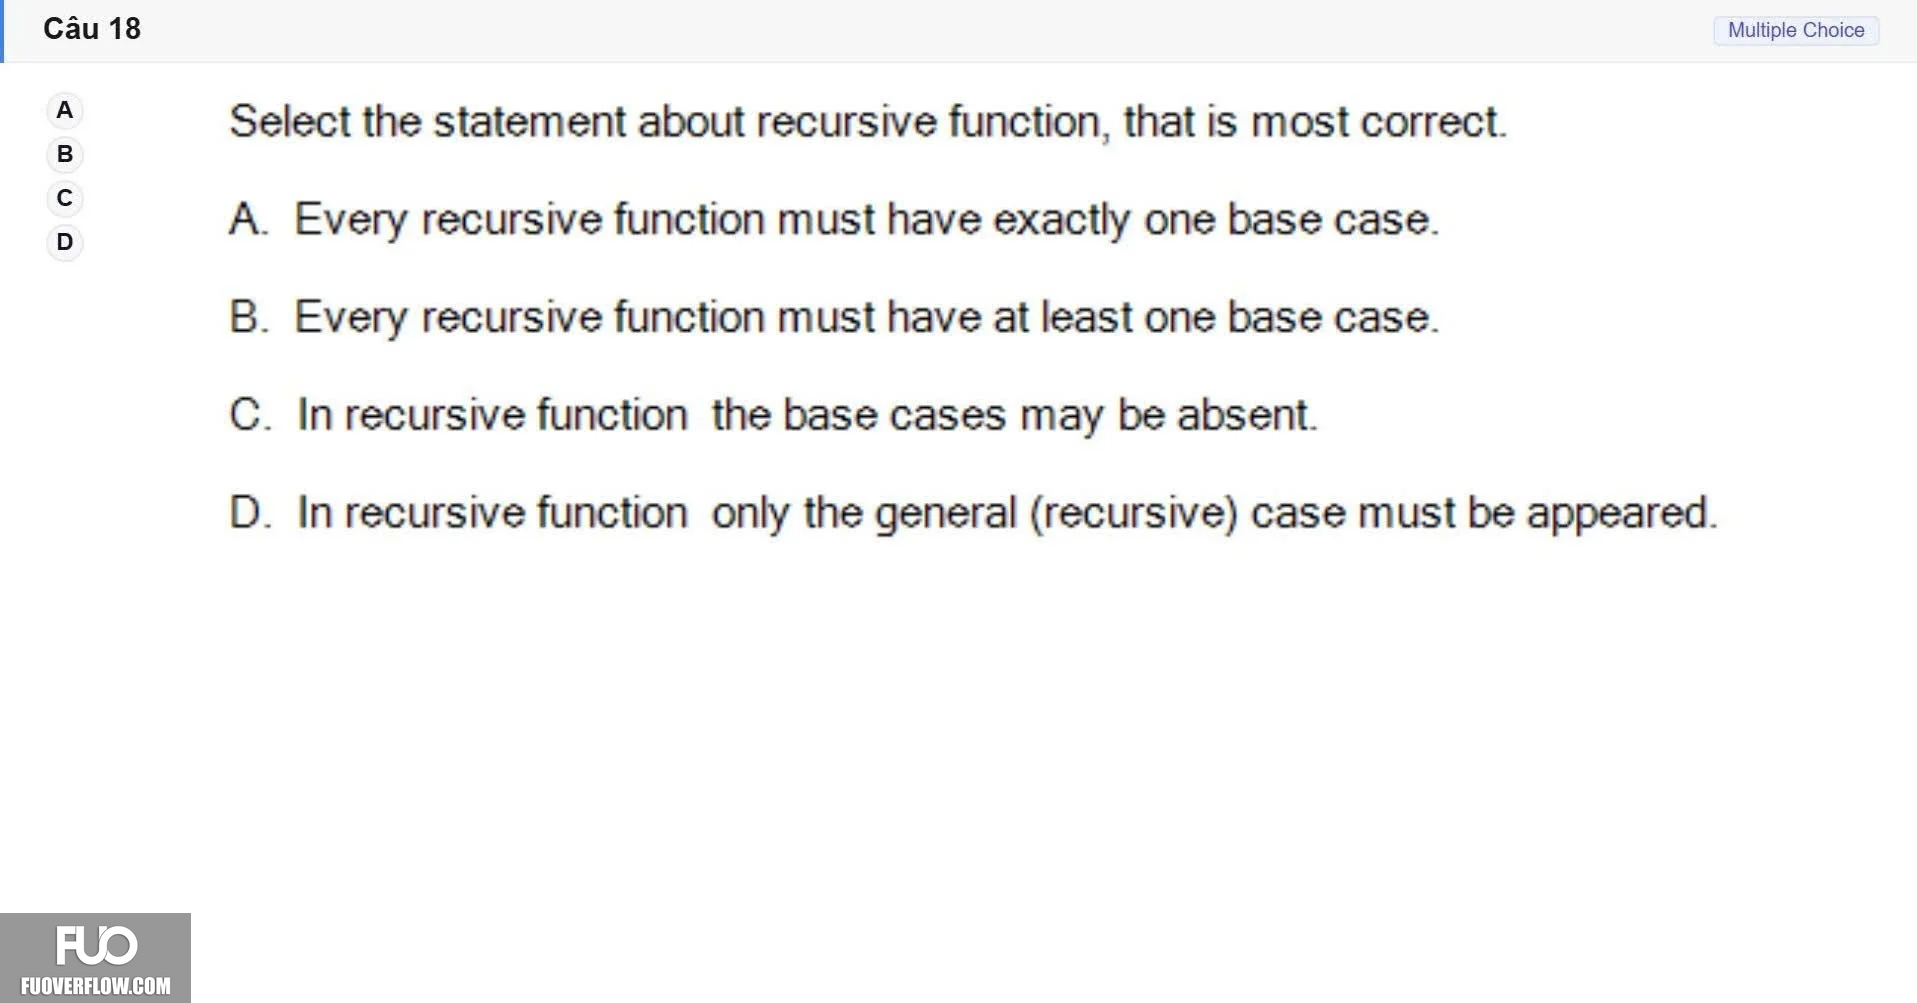 Câu 18
Multiple Choice
A
B
C
D
Select the statement about recursive function, that is most correct.
A. Every recursive function must have exactly one base case.
B. Every recursive function must have at least one base case.
C. In recursive function the base cases may be absent.
D. In recursive function only the general (recursive) case must be appeared.
FUO
FUOVERFLOW.COM